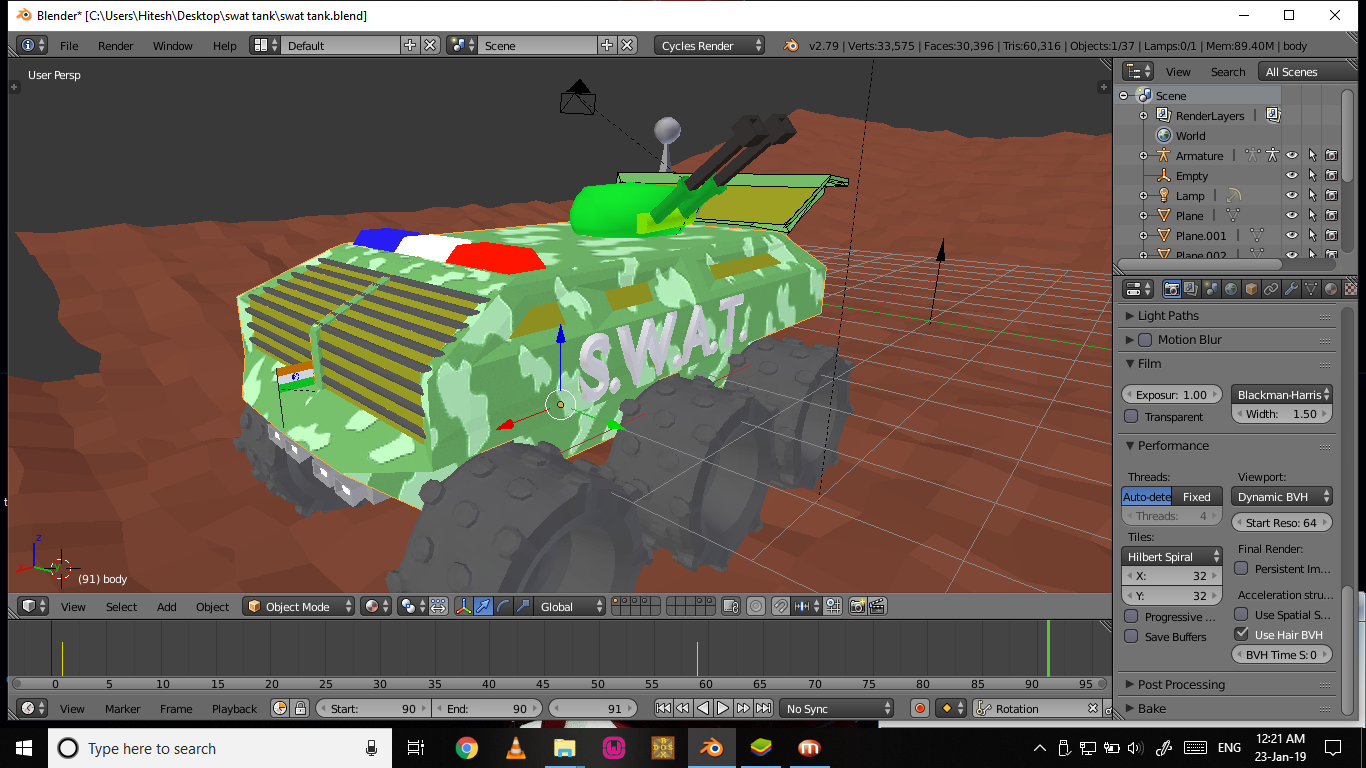 Blender* [C:\Users\Hitesh\Desktop\swat tank\swat tank.blend]
File Render Window Help Default Scene Cycles Render v2.79 | Verts:33,575 | Faces:30,396 | Tris:60,316 | Objects:1/37 | Lamps:0/1 | Mem:89.40M | body
User Persp
S.W.A.T.
z
(91) body
View Select Add Object Object Mode Global
0 5 10 15 20 25 30 35 40 45 50 55 60 65 70 75 80 85 90 95
View Marker Frame Playback Start: 90 End: 90 91 No Sync Rotation
View Search All Scenes
Scene
RenderLayers
World
Armature
Empty
Lamp
Plane
Plane.001
Plane.002
Light Paths
Motion Blur
Film
Exposur: 1.00 Blackman-Harris
Transparent Width: 1.50
Performance
Threads: Viewport:
Auto-dete Fixed Dynamic BVH
Threads: 4 Start Reso: 64
Tiles: Final Render:
Hilbert Spiral Persistent Im...
X: 32 Acceleration stru...
Y: 32 Use Spatial S...
Progressive ... Use Hair BVH
Save Buffers BVH Time S: 0
Post Processing
Bake
Type here to search
ENG
12:21 AM
23-Jan-19